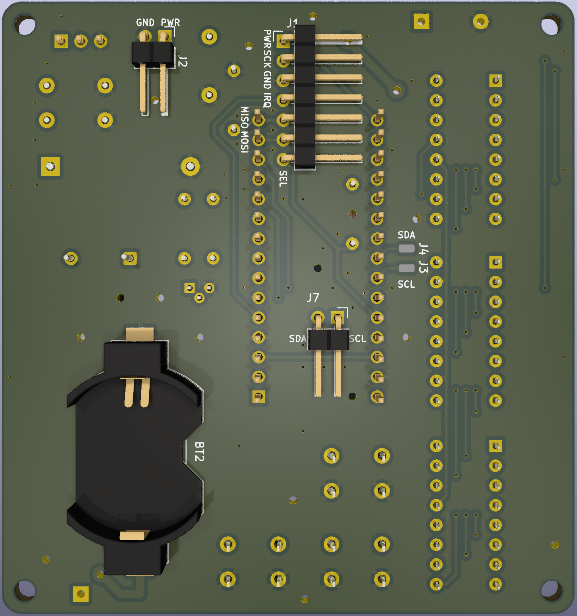 GND PWR
J2
J1
PWR
SCK
GND
IRQ
MISO
MOSI
SEL
SDA
J4
J3
SCL
J7
SDA
SCL
BT2